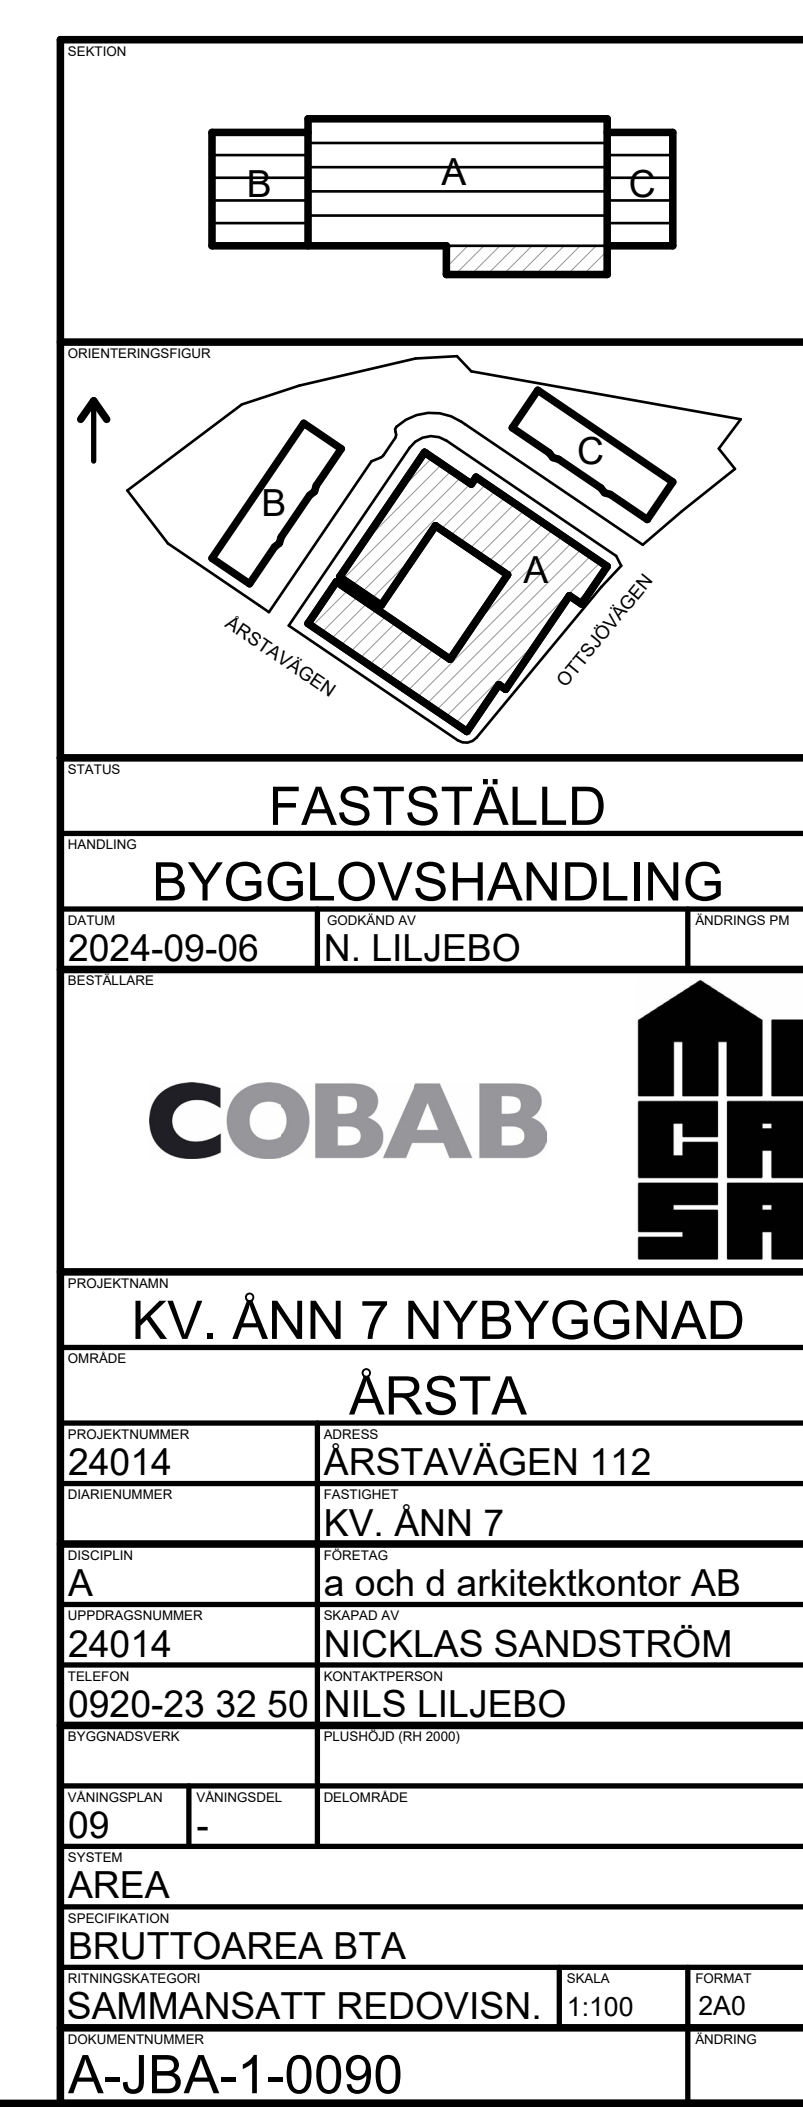 SEKTION
B
A
C
ORIENTERINGSFIGUR
C
B
A
ÅRSTAVÄGEN
OTTSJÖVÄGEN
STATUS
FASTSTÄLLD
HANDLING
BYGGLOVSHANDLING
DATUM
GODKÄND AV
ÄNDRINGS PM
2024-09-06
N. LILJEBO
BESTÄLLARE
COBAB
MI
CA
SA
PROJEKTNAMN
KV. ÅNN 7 NYBYGGNAD
OMRÅDE
ÅRSTA
PROJEKTNUMMER
ADRESS
24014
ÅRSTAVÄGEN 112
DIARIENUMMER
FASTIGHET
KV. ÅNN 7
DISCIPLIN
FÖRETAG
A
a och d arkitektkontor AB
UPPDRAGSNUMMER
SKAPAD AV
24014
NICKLAS SANDSTRÖM
TELEFON
KONTAKTPERSON
0920-23 32 50
NILS LILJEBO
BYGGNADSVERK
PLUSHÖJD (RH 2000)
VÅNINGSPLAN
VÅNINGSDEL
DELOMRÅDE
09
-
SYSTEM
AREA
SPECIFIKATION
BRUTTOAREA BTA
RITNINGSKATEGORI
SKALA
FORMAT
SAMMANSATT REDOVISN.
1:100
2A0
DOKUMENTNUMMER
ÄNDRING
A-JBA-1-0090